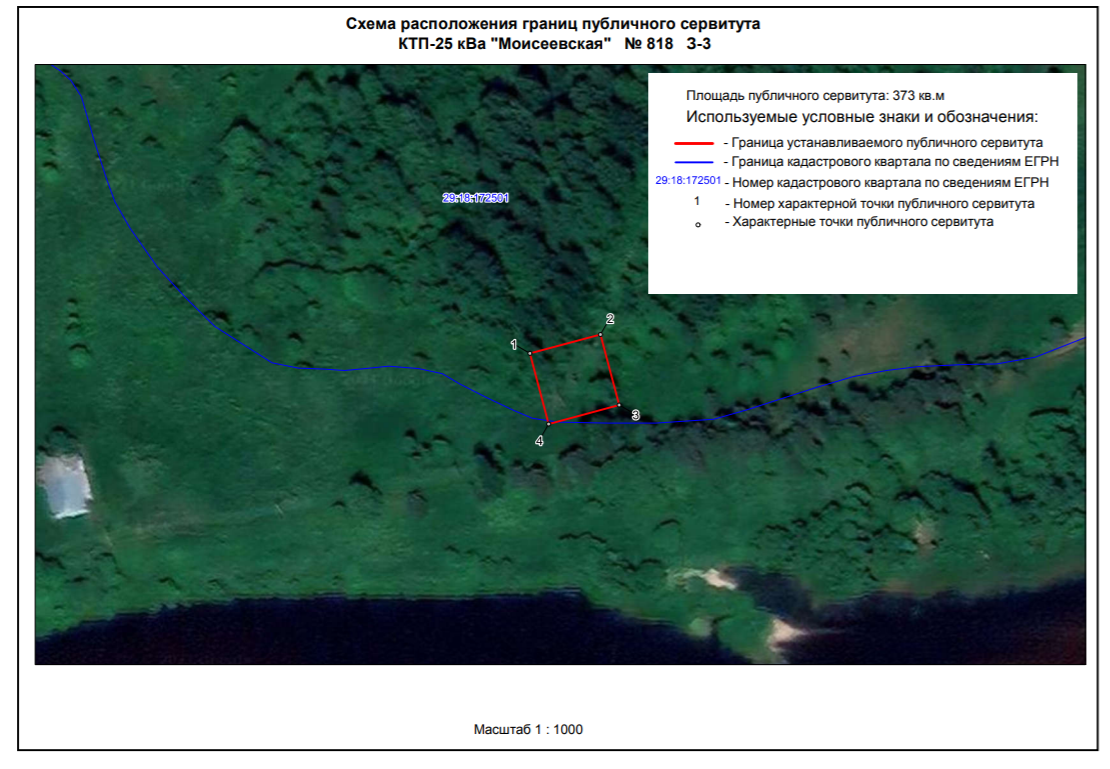 Схема расположения границ публичного сервитута
КТП-25 кВа "Моисеевская" № 818 З-3
Площадь публичного сервитута: 373 кв.м
Используемые условные знаки и обозначения:
- Граница устанавливаемого публичного сервитута
- Граница кадастрового квартала по сведениям ЕГРН
29:18:172501 - Номер кадастрового квартала по сведениям ЕГРН
1 - Номер характерной точки публичного сервитута
- Характерные точки публичного сервитута
29:18:172501
2
1
3
4
Масштаб 1 : 1000